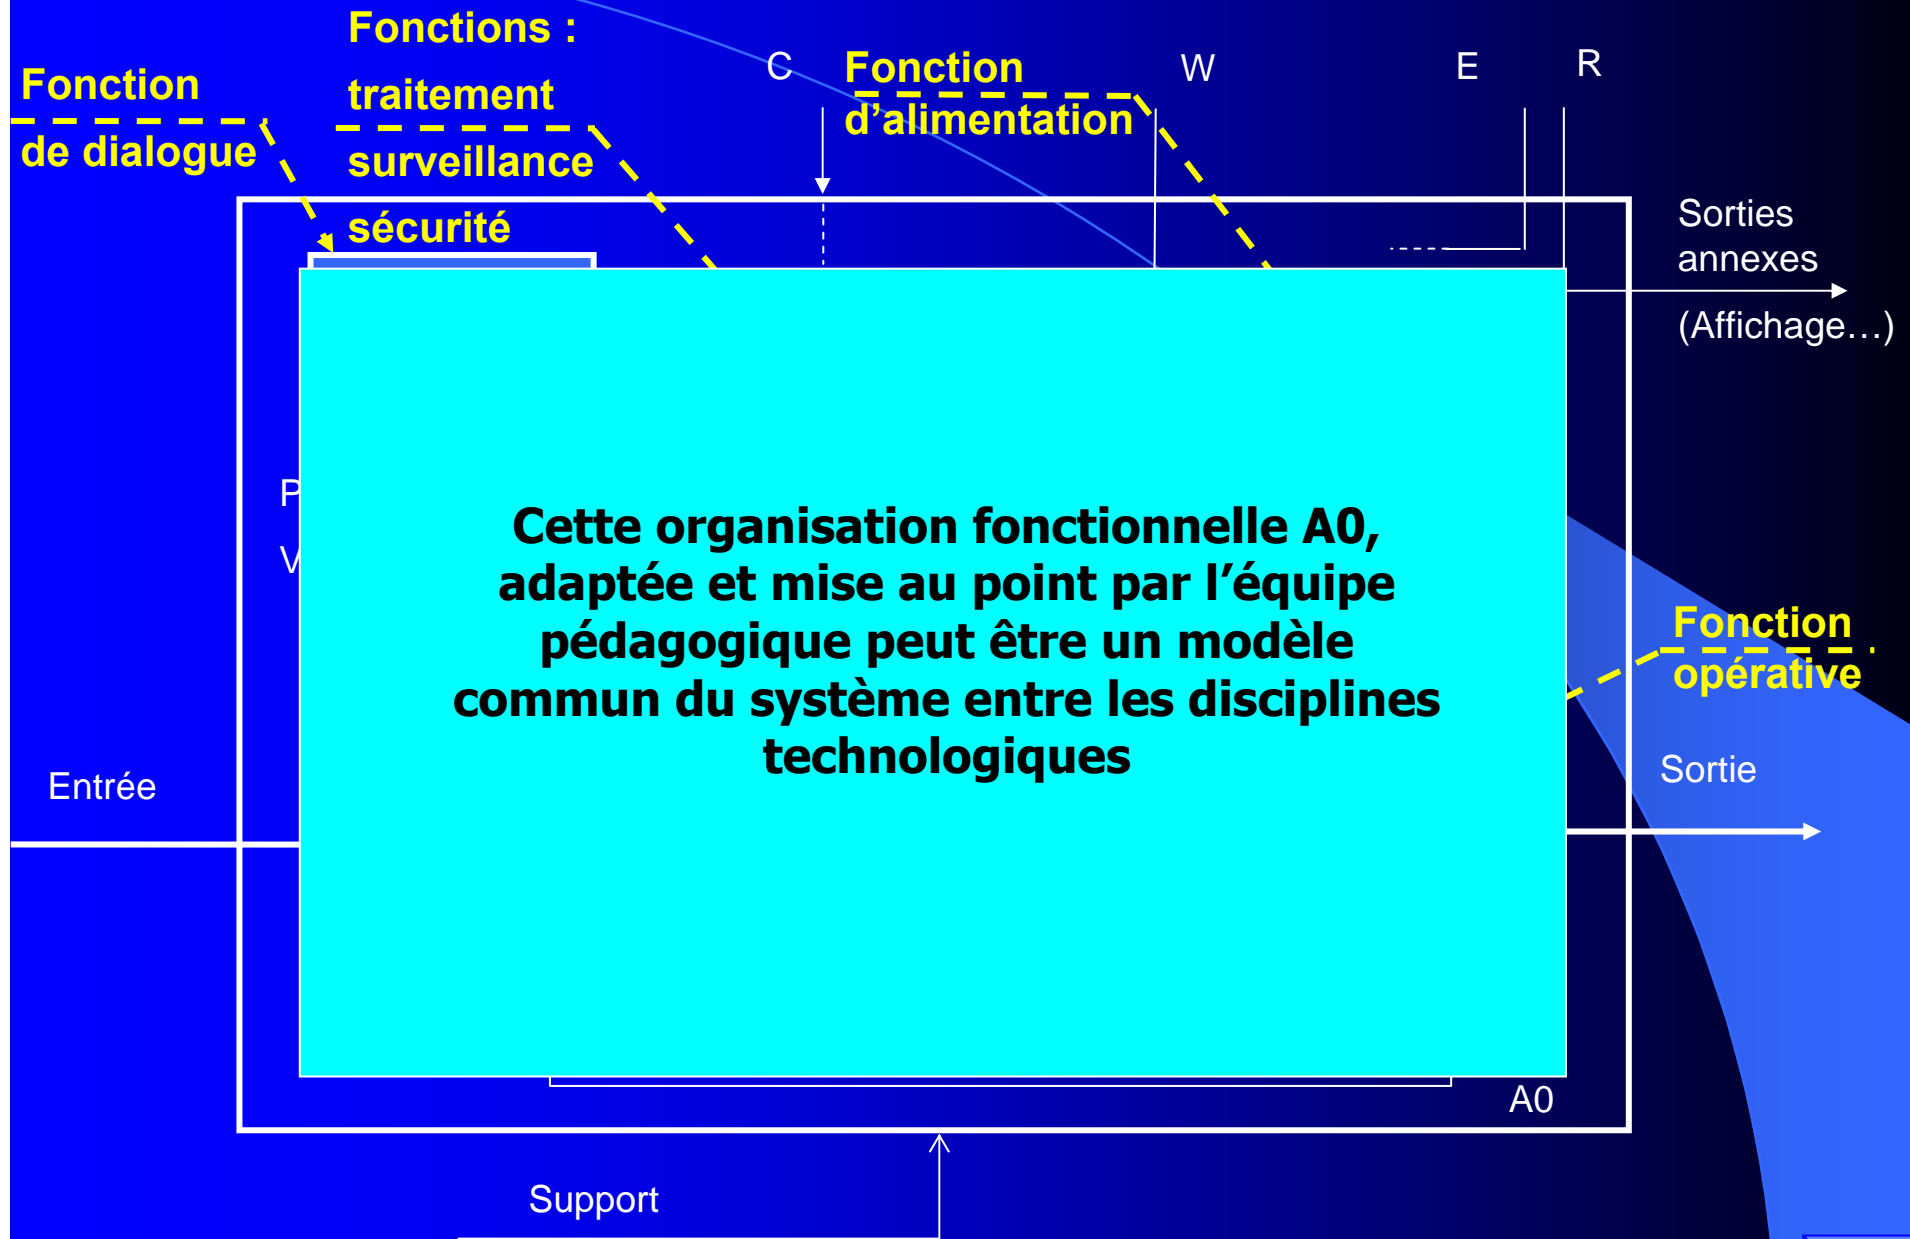 Fonctions :
traitement
surveillance
sécurité
Fonction
de dialogue
C
Fonction
d’alimentation
W
E
R
Sorties
annexes
(Affichage…)
P
V
Cette organisation fonctionnelle A0,
adaptée et mise au point par l’équipe
pédagogique peut être un modèle
commun du système entre les disciplines
technologiques
Fonction
opérative
Entrée
Sortie
A0
Support